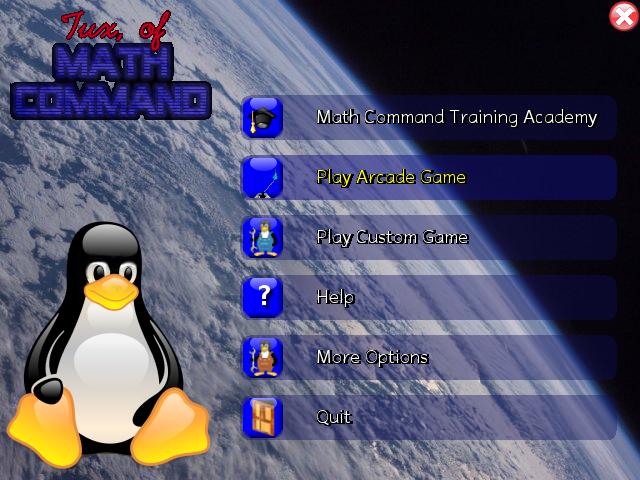 Tux, of
MATH
COMMAND
Math Command Training Academy
Play Arcade Game
Play Custom Game
?
Help
More Options
Quit